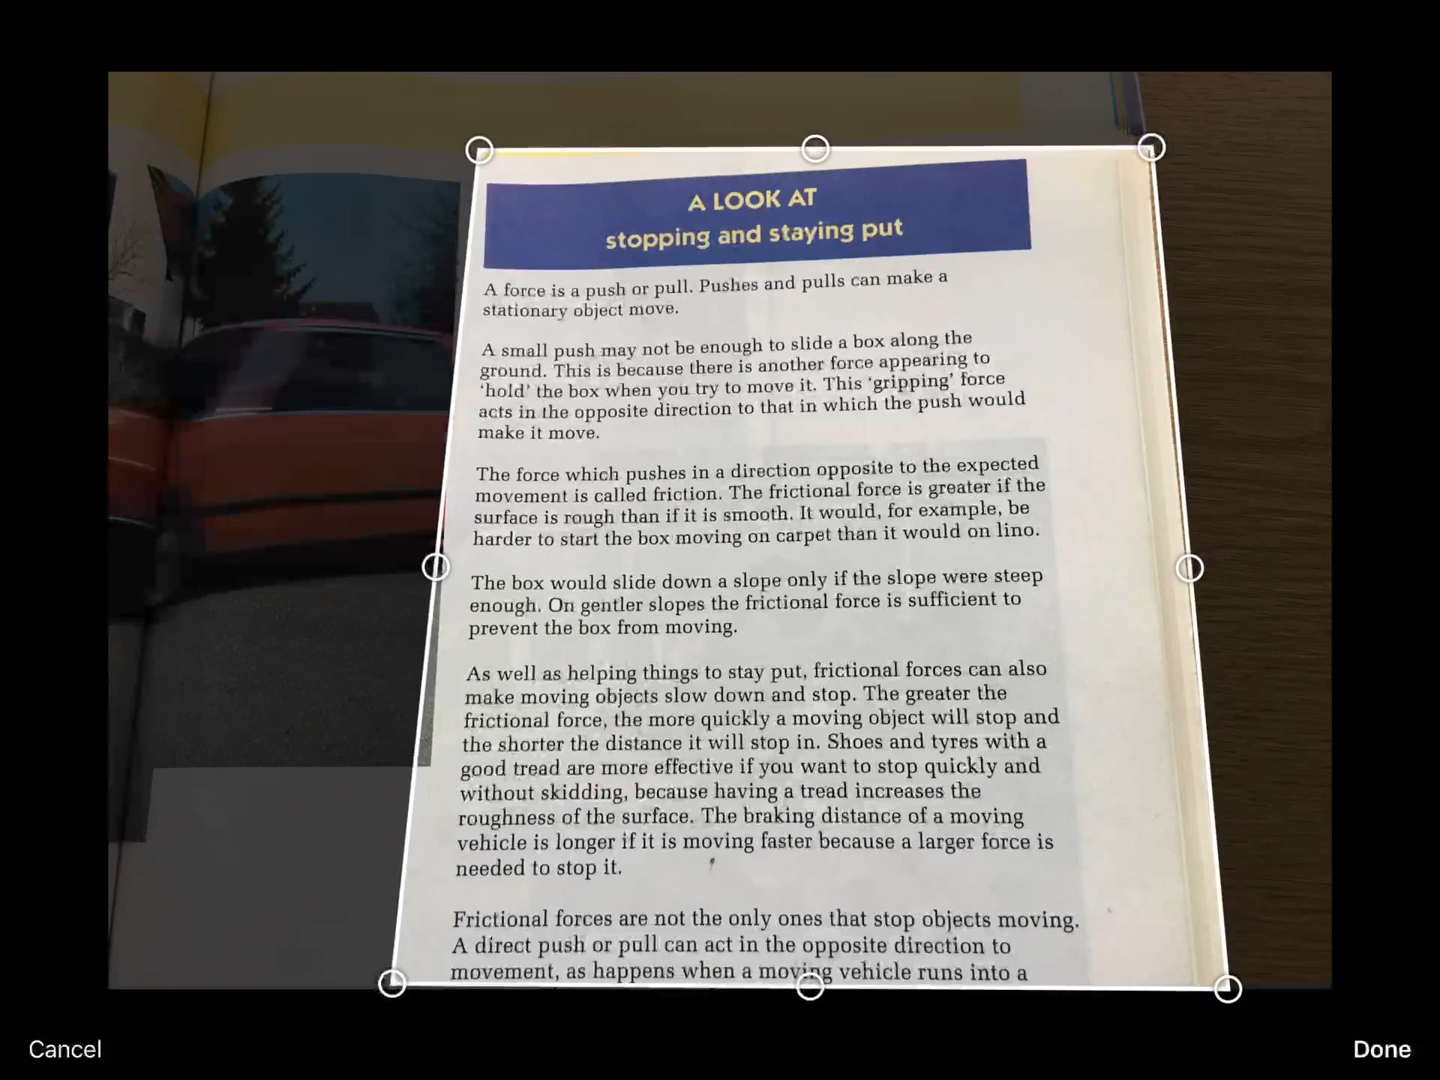 A LOOK AT
stopping and staying put
A force is a push or pull. Pushes and pulls can make a
stationary object move.
A small push may not be enough to slide a box along the
ground. This is because there is another force appearing to
‘hold’ the box when you try to move it. This ‘gripping’ force
acts in the opposite direction to that in which the push would
make it move.
The force which pushes in a direction opposite to the expected
movement is called friction. The frictional force is greater if the
surface is rough than if it is smooth. It would, for example, be
harder to start the box moving on carpet than it would on lino.
The box would slide down a slope only if the slope were steep
enough. On gentler slopes the frictional force is sufficient to
prevent the box from moving.
As well as helping things to stay put, frictional forces can also
make moving objects slow down and stop. The greater the
frictional force, the more quickly a moving object will stop and
the shorter the distance it will stop in. Shoes and tyres with a
good tread are more effective if you want to stop quickly and
without skidding, because having a tread increases the
roughness of the surface. The braking distance of a moving
vehicle is longer if it is moving faster because a larger force is
needed to stop it.
Frictional forces are not the only ones that stop objects moving.
A direct push or pull can act in the opposite direction to
movement, as happens when a moving vehicle runs into a
Cancel
Done